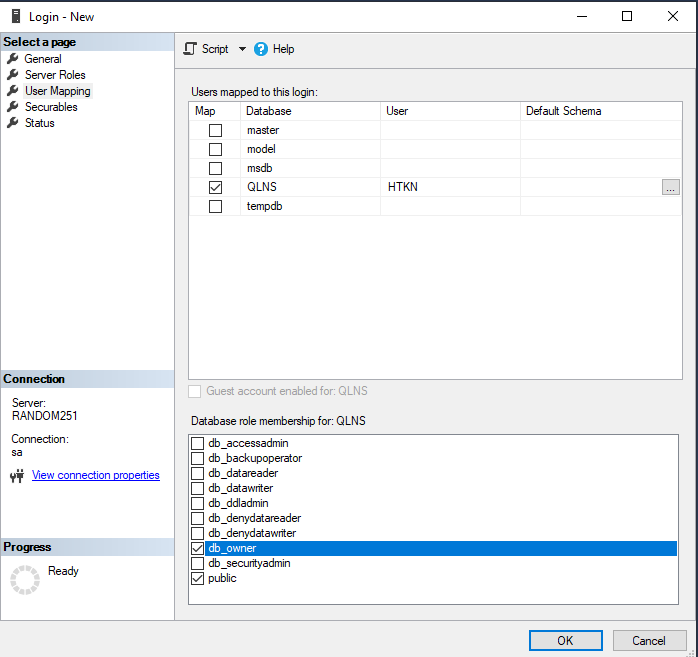 Login - New
Select a page
General
Server Roles
User Mapping
Securables
Status
Connection
Server:
RANDOM251
Connection:
sa
View connection properties
Progress
Ready
Script
Help
Users mapped to this login:
Map Database User Default Schema
master
model
msdb
QLNS HTKN ...
tempdb
Guest account enabled for: QLNS
Database role membership for: QLNS
db_accessadmin
db_backupoperator
db_datareader
db_datawriter
db_ddladmin
db_denydatareader
db_denydatawriter
db_owner
db_securityadmin
public
OK Cancel